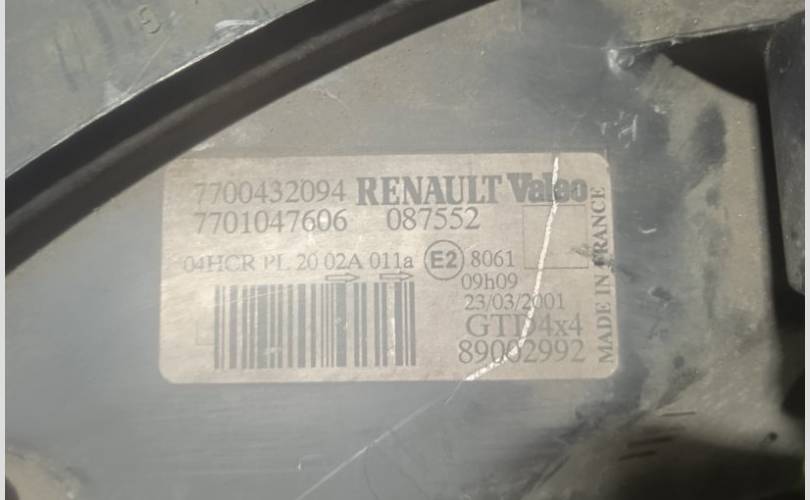 7700432094 RENAULT Valeo
7701047606 087552
04HCR PL 20 02A 011a E2 8061
09h09
23/03/2001
GTD4x4
89002992
MADE IN FRANCE